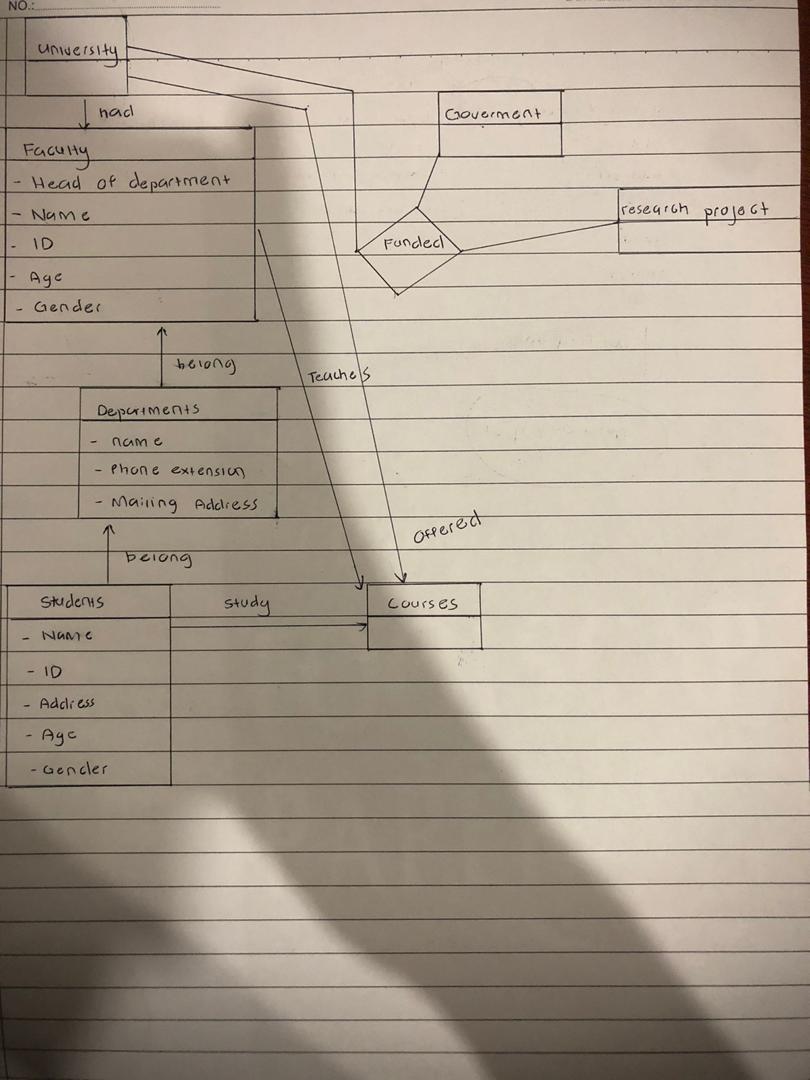 NO.:
University
had
Goverment
Faculty
- Head of department
- Name
- ID
- Age
- Gender
research project
Funded
belong
Teaches
Departments
- name
- Phone extension
- Mailing Address
offered
belong
Students
study
Courses
- Name
- ID
- Address
- Age
- Gender